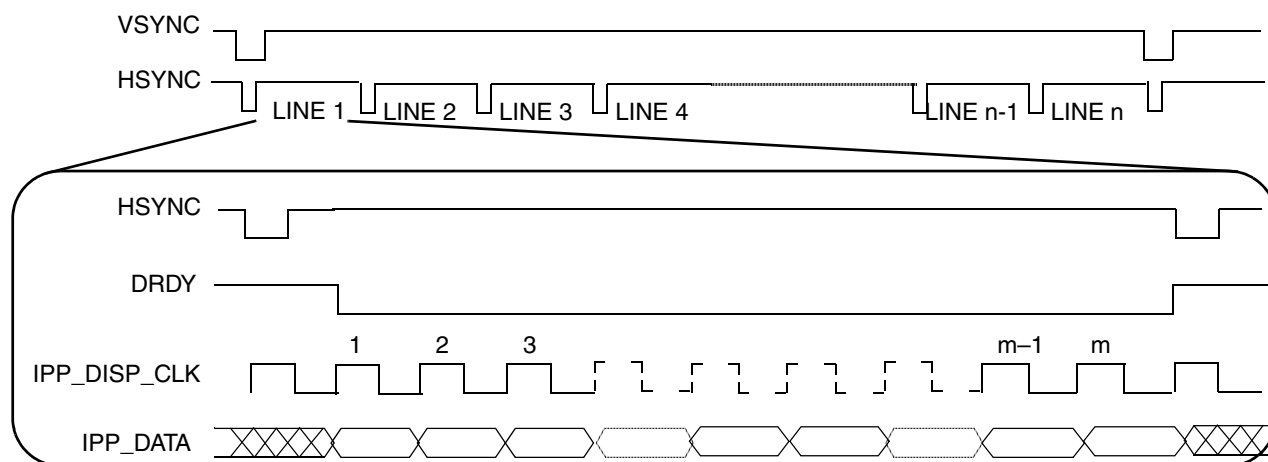 VSYNC
HSYNC
LINE 1 LINE 2 LINE 3 LINE 4 LINE n-1 LINE n
HSYNC
DRDY
1 2 3 m–1 m
IPP_DISP_CLK
IPP_DATA